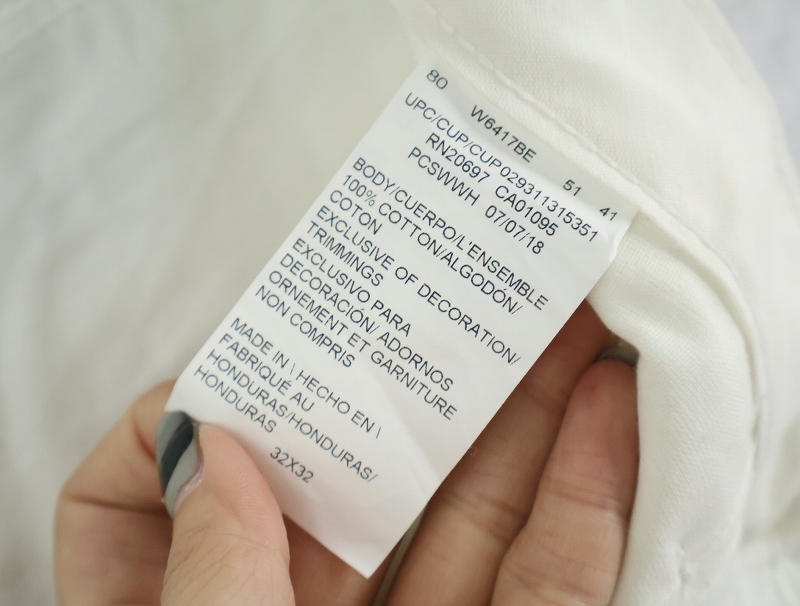 80 W6417BE 51 41
UPC/CUP/CUP029311315351
RN20697 CA01095
PCSWWH 07/07/18
BODY/CUERPO/L'ENSEMBLE
100% COTTON/ALGODÓN/
COTON
EXCLUSIVE OF DECORATION/
TRIMMINGS
EXCLUSIVO PARA
DECORACIÓN/ ADORNOS
ORNEMENT ET GARNITURE
NON COMPRIS
MADE IN \ HECHO EN \
FABRIQUÉ AU
HONDURAS/HONDURAS/
HONDURAS
32X32